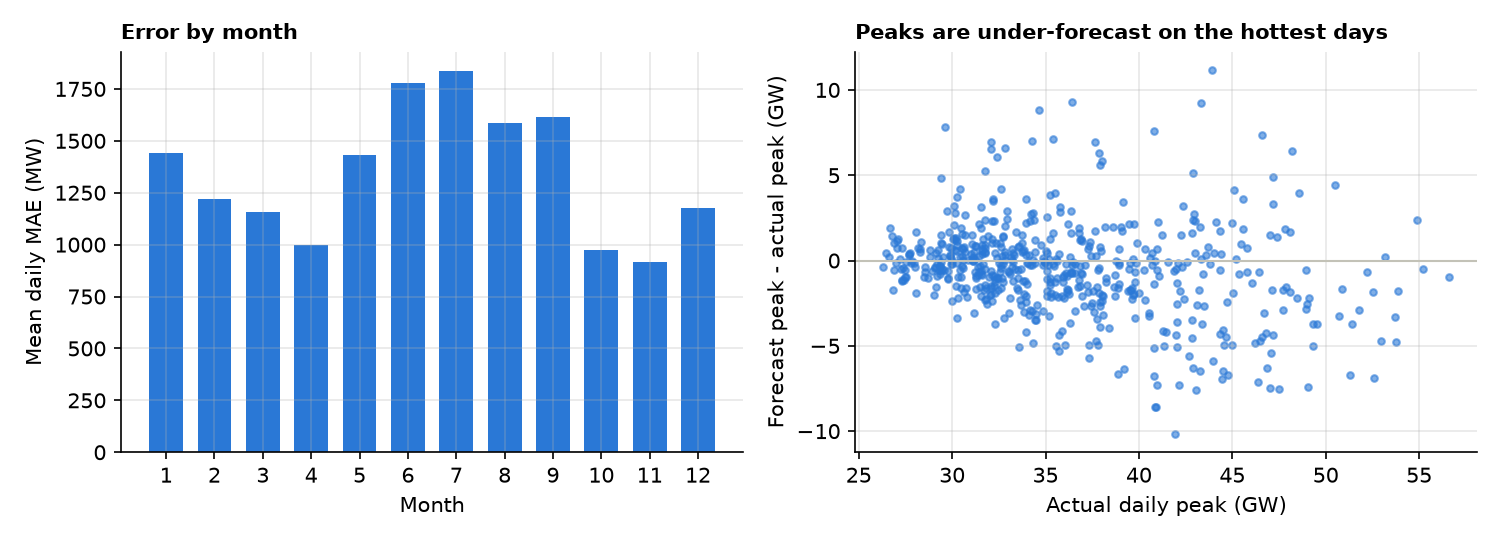 Error by month
Mean daily MAE (MW)
1750
1500
1250
1000
750
500
250
0
1 2 3 4 5 6 7 8 9 10 11 12
Month
Peaks are under-forecast on the hottest days
Forecast peak - actual peak (GW)
10
5
0
−5
−10
25 30 35 40 45 50 55
Actual daily peak (GW)